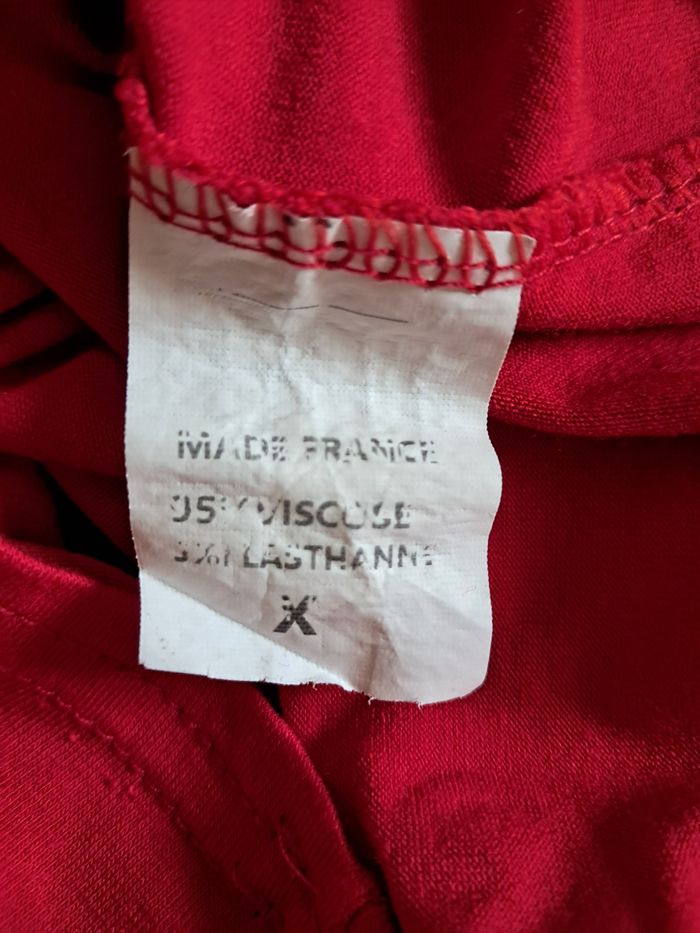 MADE FRANCE
95% VISCOSE
5% ELASTHANNE
X